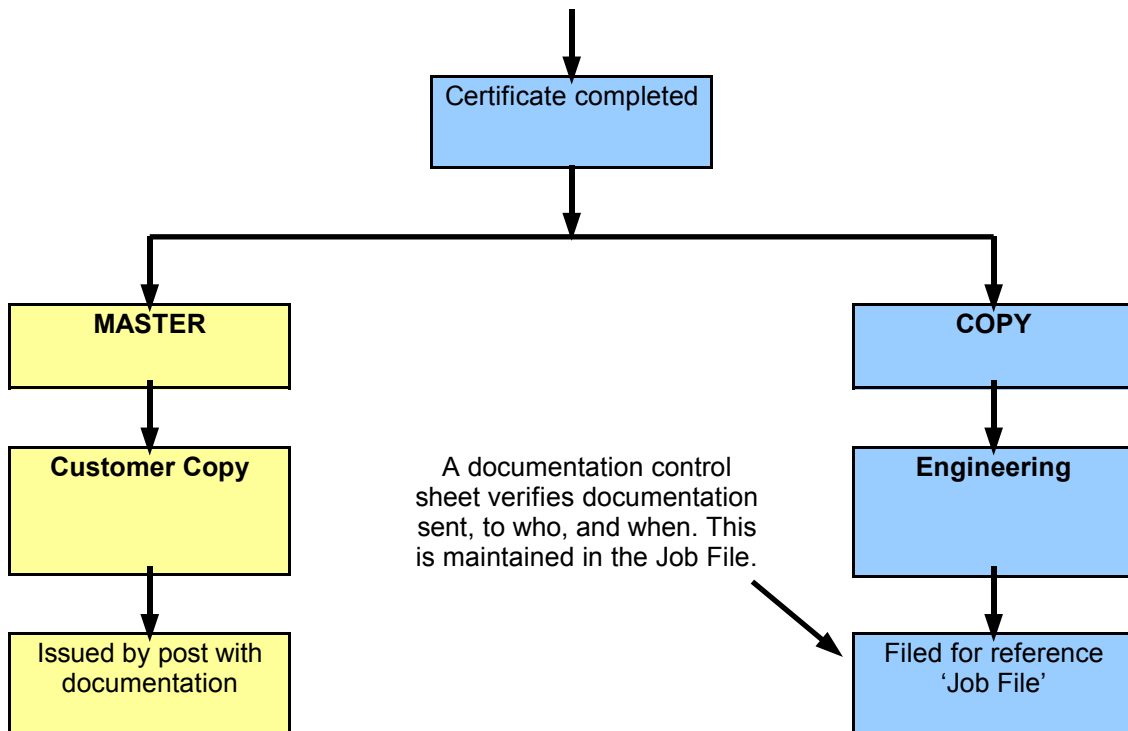 Certificate completed
MASTER
COPY
Customer Copy
A documentation control
sheet verifies documentation
sent, to who, and when. This
is maintained in the Job File.
Engineering
Issued by post with
documentation
Filed for reference
‘Job File’